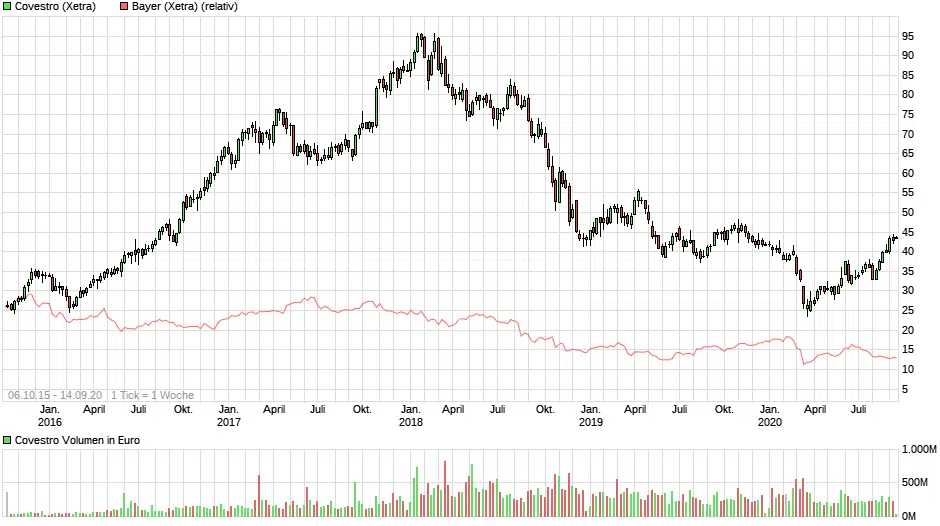 Covestro (Xetra) Bayer (Xetra) (relativ)
95
90
85
80
75
70
65
60
55
50
45
40
35
30
25
20
15
10
5
06.10.15 - 14.09.20 1 Tick = 1 Woche
Jan. April Juli Okt. Jan. April Juli Okt. Jan. April Juli Okt. Jan. April Juli Okt. Jan. April Juli
2016 2017 2018 2019 2020
Covestro Volumen in Euro
1.000M
500M
0M